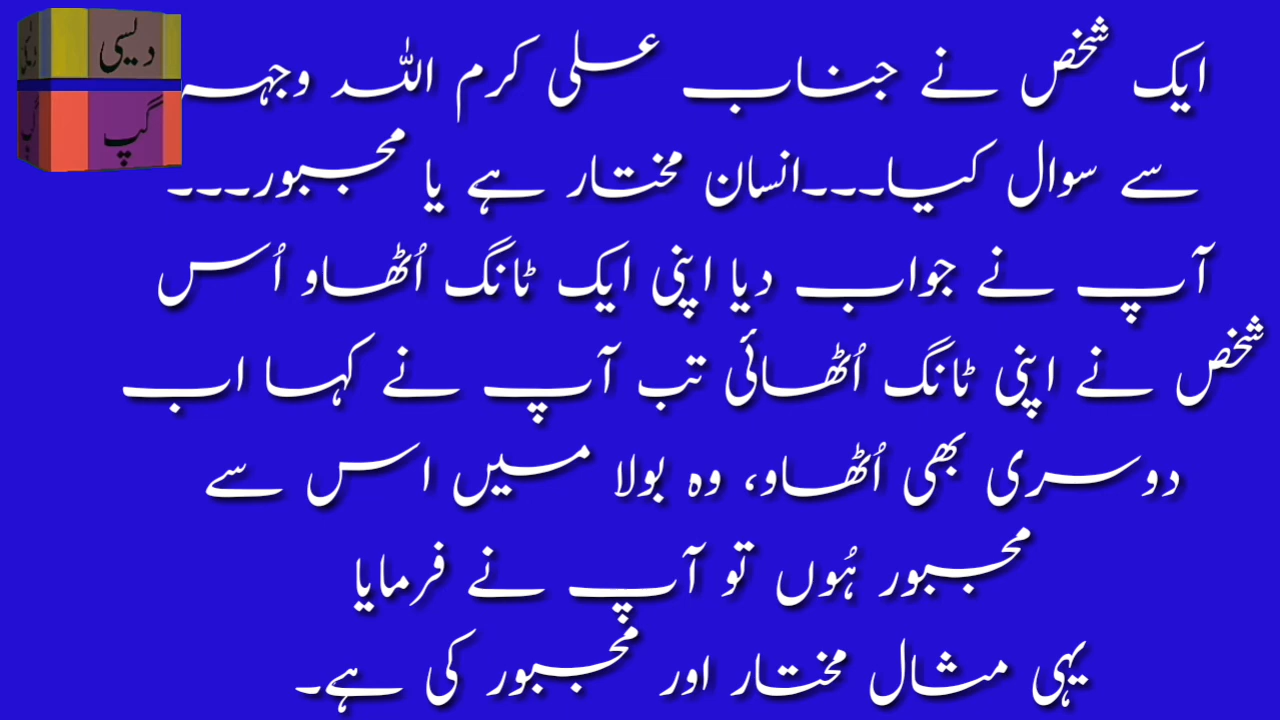 دیسی
گپ
ایک شخص نے جناب علی کرم اللہ وجہہ
سے سوال کیا۔۔۔انسان مختار ہے یا مجبور۔۔۔
آپ نے جواب دیا اپنی ایک ٹانگ اُٹھاو اُس
شخص نے اپنی ٹانگ اُٹھائی تب آپ نے کہا اب
دوسری بھی اُٹھاو، وہ بولا میں اس سے
مجبور ہُوں تو آپ نے فرمایا
یہی مثال مختار اور مجبور کی ہے۔